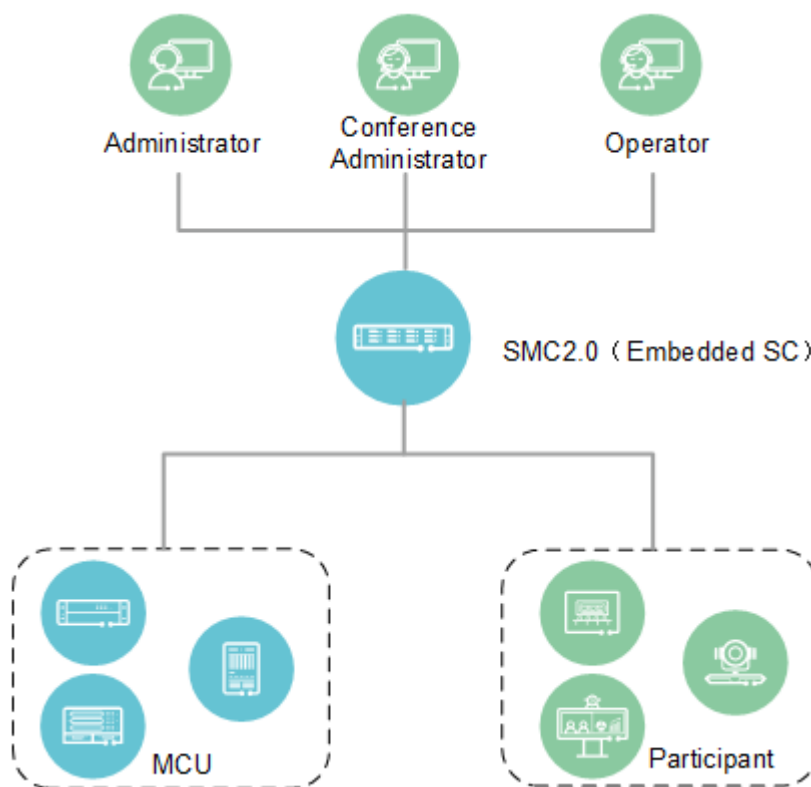 Administrator
Conference
Administrator
Operator
SMC2.0（Embedded SC）
MCU
Participant